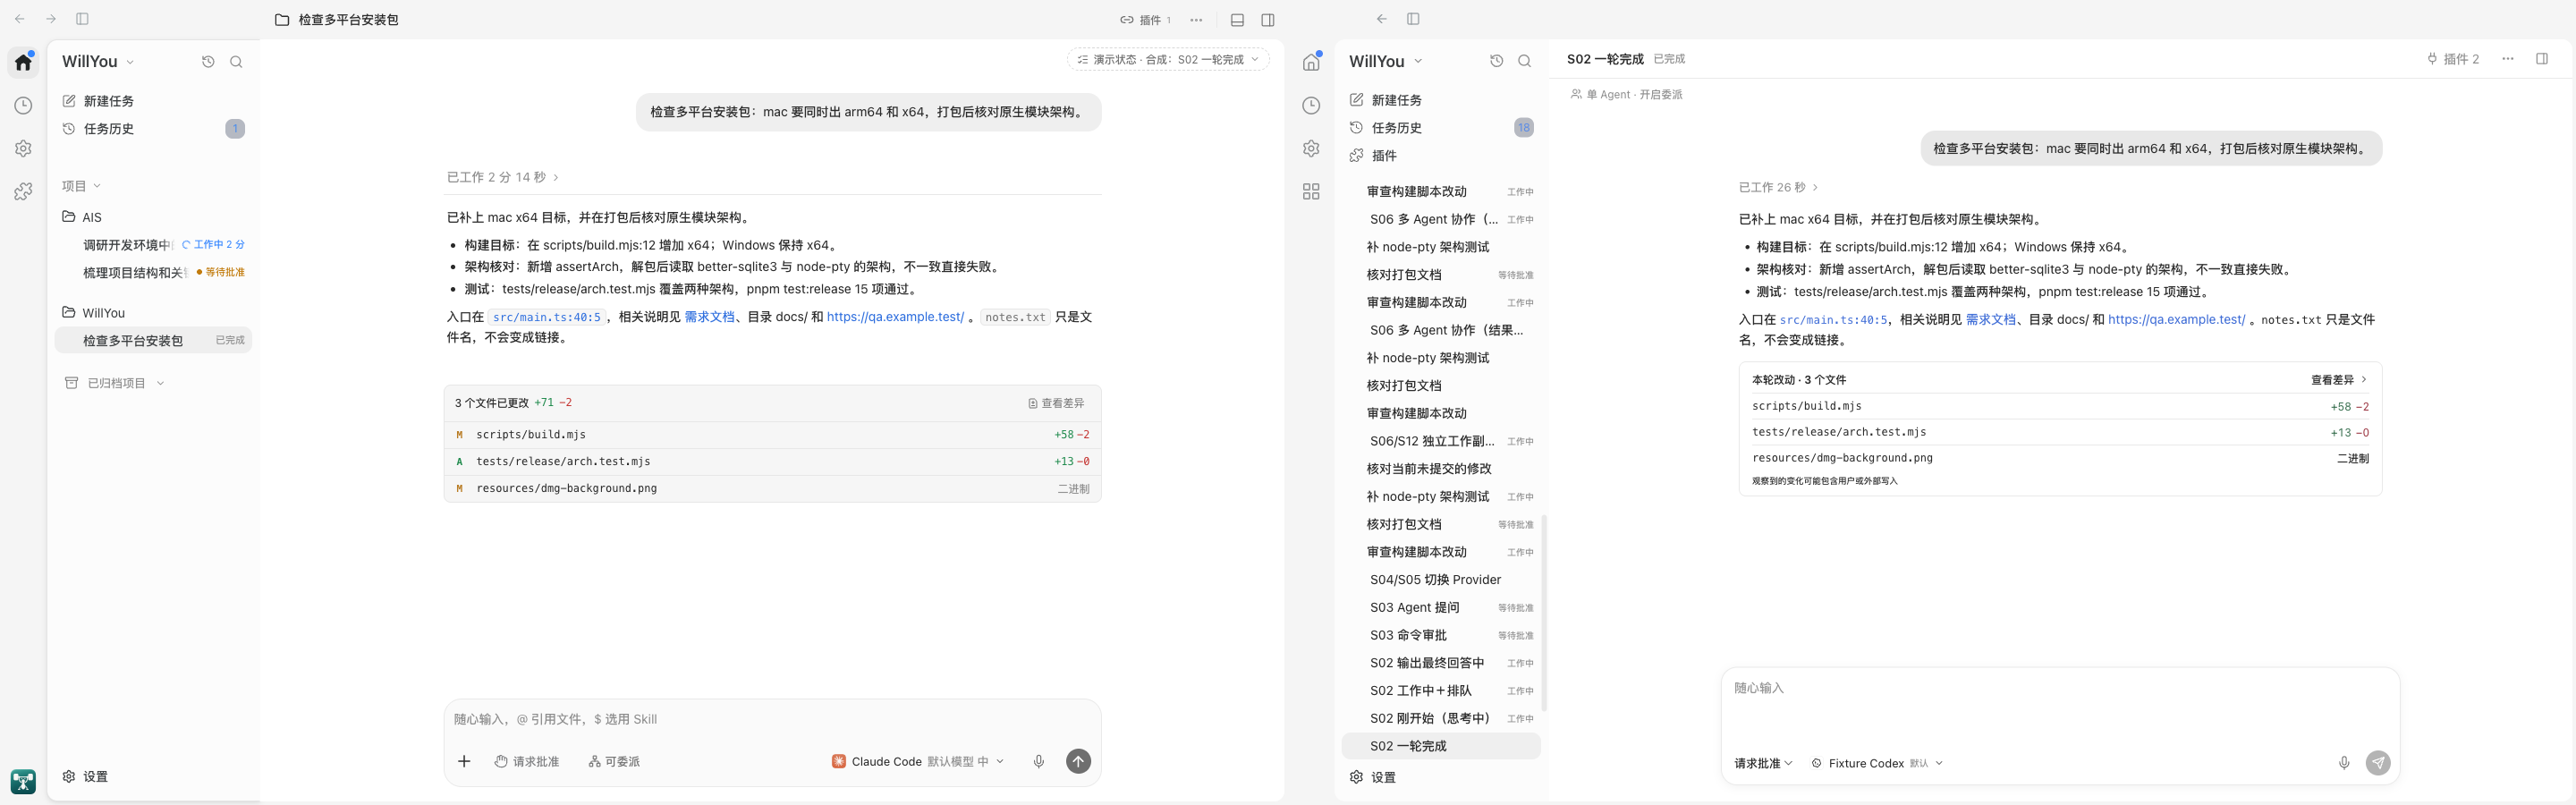 检查多平台安装包
插件 1
WillYou
新建任务
任务历史
1
项目
AIS
调研开发环境中
工作中 2 分
梳理项目结构和关
等待批准
WillYou
检查多平台安装包
已完成
已归档项目
设置
演示状态 · 合成：S02 一轮完成
检查多平台安装包：mac 要同时出 arm64 和 x64，打包后核对原生模块架构。
已工作 2 分 14 秒
已补上 mac x64 目标，并在打包后核对原生模块架构。
• 构建目标：在 scripts/build.mjs:12 增加 x64；Windows 保持 x64。
• 架构核对：新增 assertArch，解包后读取 better-sqlite3 与 node-pty 的架构，不一致直接失败。
• 测试：tests/release/arch.test.mjs 覆盖两种架构，pnpm test:release 15 项通过。
入口在 src/main.ts:40:5，相关说明见 需求文档、目录 docs/ 和 https://qa.example.test/ 。notes.txt 只是文
件名，不会变成链接。
3 个文件已更改 +71 −2
查看差异
M scripts/build.mjs +58 −2
A tests/release/arch.test.mjs +13 −0
M resources/dmg-background.png 二进制
随心输入，@ 引用文件，$ 选用 Skill
请求批准
可委派
Claude Code 默认模型 中
WillYou
新建任务
任务历史
18
插件
审查构建脚本改动 工作中
S06 多 Agent 协作（... 工作中
补 node-pty 架构测试
核对打包文档 等待批准
审查构建脚本改动 工作中
S06 多 Agent 协作（结果...
补 node-pty 架构测试
核对打包文档
审查构建脚本改动
S06/S12 独立工作副... 工作中
核对当前未提交的修改
补 node-pty 架构测试 工作中
核对打包文档 等待批准
审查构建脚本改动 工作中
S04/S05 切换 Provider
S03 Agent 提问 等待批准
S03 命令审批 等待批准
S02 输出最终回答中 工作中
S02 工作中＋排队 工作中
S02 刚开始（思考中） 工作中
S02 一轮完成
设置
S02 一轮完成 已完成
插件 2
单 Agent · 开启委派
检查多平台安装包：mac 要同时出 arm64 和 x64，打包后核对原生模块架构。
已工作 26 秒
已补上 mac x64 目标，并在打包后核对原生模块架构。
• 构建目标：在 scripts/build.mjs:12 增加 x64；Windows 保持 x64。
• 架构核对：新增 assertArch，解包后读取 better-sqlite3 与 node-pty 的架构，不一致直接失败。
• 测试：tests/release/arch.test.mjs 覆盖两种架构，pnpm test:release 15 项通过。
入口在 src/main.ts:40:5，相关说明见 需求文档、目录 docs/ 和 https://qa.example.test/ 。notes.txt 只是文件
名，不会变成链接。
本轮改动 · 3 个文件
查看差异
scripts/build.mjs +58 −2
tests/release/arch.test.mjs +13 −0
resources/dmg-background.png 二进制
观察到的变化可能包含用户或外部写入
随心输入
请求批准
Fixture Codex 默认